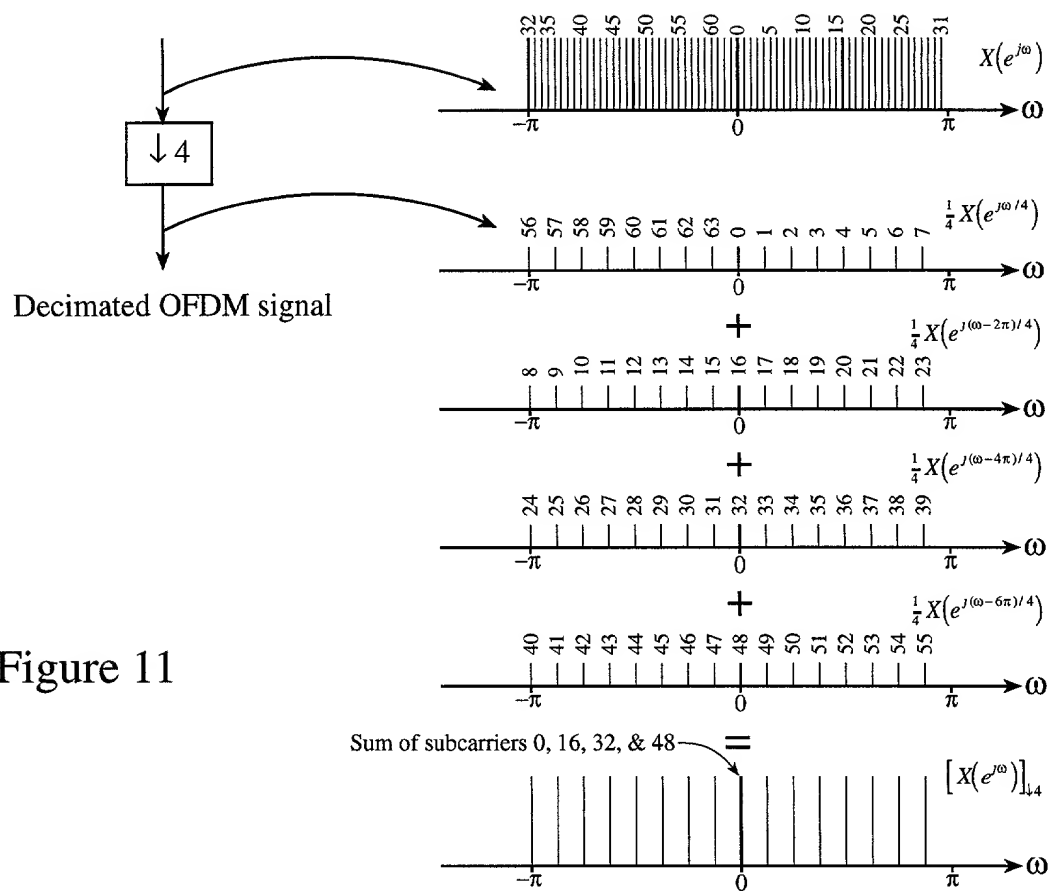 32 35 40 45 50 55 60 0 5 10 15 20 25 31
X(e^{jω})
−π 0 π ω
↓ 4
56 57 58 59 60 61 62 63 0 1 2 3 4 5 6 7
1/4 X(e^{jω/4})
−π 0 π ω
Decimated OFDM signal
+
1/4 X(e^{j(ω−2π)/4})
8 9 10 11 12 13 14 15 16 17 18 19 20 21 22 23
−π 0 π ω
+
1/4 X(e^{j(ω−4π)/4})
24 25 26 27 28 29 30 31 32 33 34 35 36 37 38 39
−π 0 π ω
+
1/4 X(e^{j(ω−6π)/4})
40 41 42 43 44 45 46 47 48 49 50 51 52 53 54 55
−π 0 π ω
Figure 11
Sum of subcarriers 0, 16, 32, & 48
=
[X(e^{jω})]↓4
−π 0 π ω